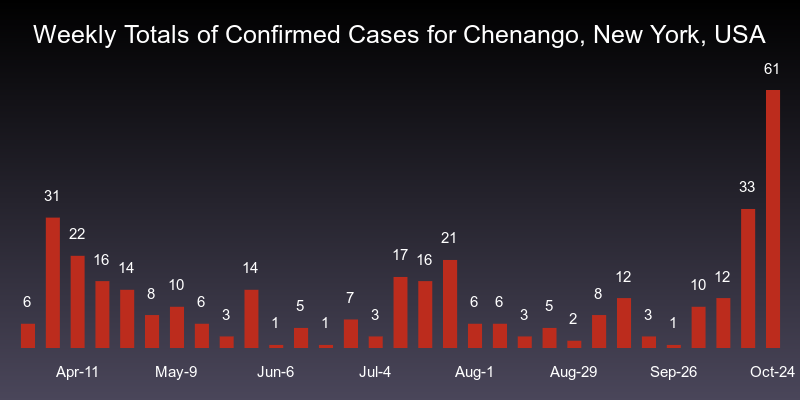 Weekly Totals of Confirmed Cases for Chenango, New York, USA
6 31 22 16 14 8 10 6 3 14 1 5 1 7 3 17 16 21 6 6 3 5 2 8 12 3 1 10 12 33 61
Apr-11 May-9 Jun-6 Jul-4 Aug-1 Aug-29 Sep-26 Oct-24